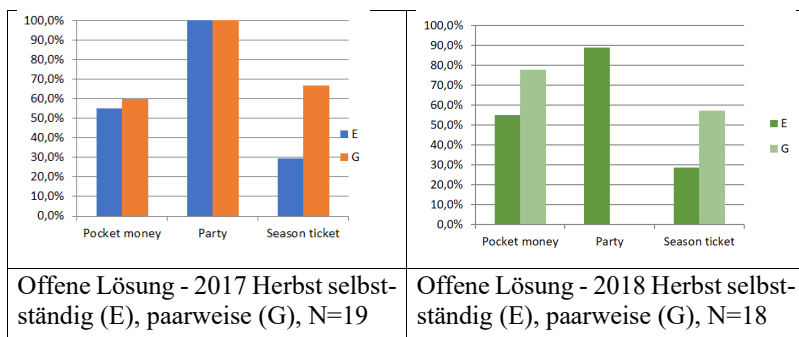 100,0%
90,0%
80,0%
70,0%
60,0%
50,0%
40,0%
30,0%
20,0%
10,0%
0,0%
Pocket money Party Season ticket
E
G
100,0%
90,0%
80,0%
70,0%
60,0%
50,0%
40,0%
30,0%
20,0%
10,0%
0,0%
Pocket money Party Season ticket
E
G
Offene Lösung - 2017 Herbst selbst-
ständig (E), paarweise (G), N=19
Offene Lösung - 2018 Herbst selbst-
ständig (E), paarweise (G), N=18